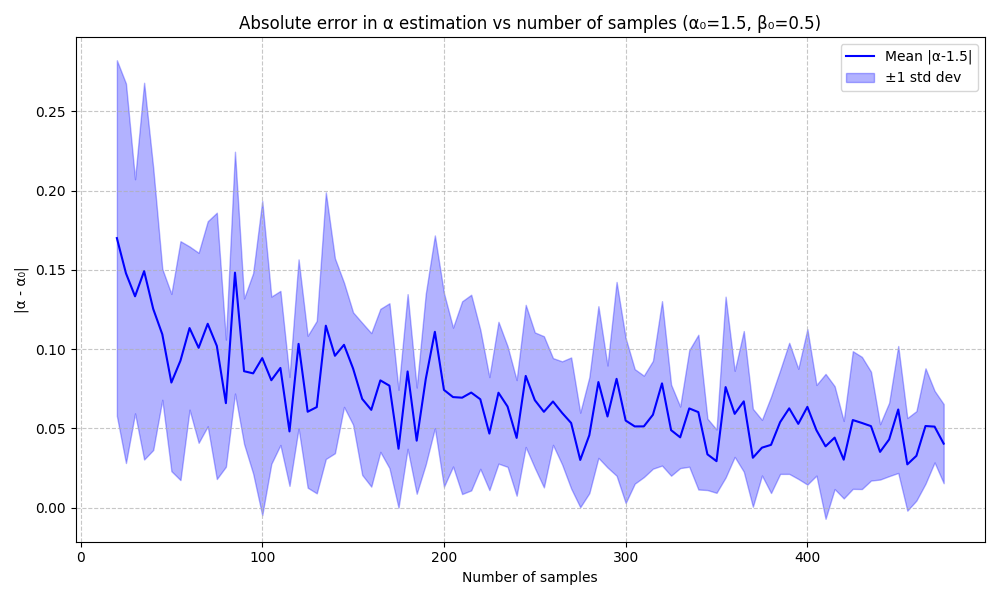 Absolute error in α estimation vs number of samples (α₀=1.5, β₀=0.5)
Mean |α-1.5|
±1 std dev
0.25
0.20
0.15
0.10
0.05
0.00
|α - α₀|
0 100 200 300 400
Number of samples